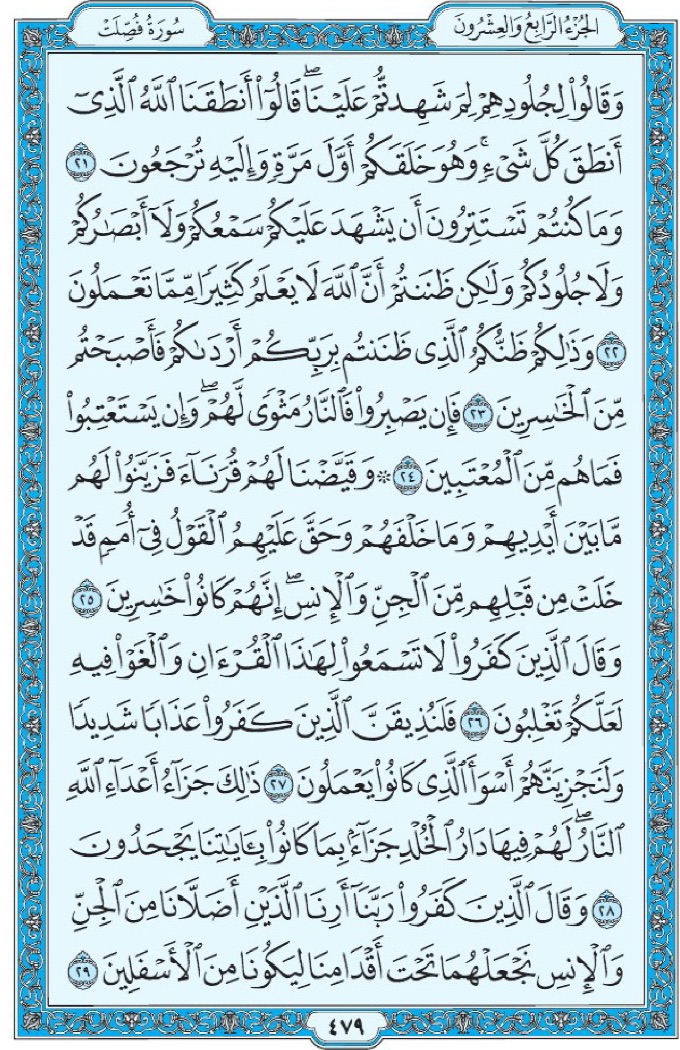 الجُزْءُ الرَّابِعُ وَالعِشْرُونَ
سُورَةُ فُصِّلَتْ
وَقَالُوا۟ لِجُلُودِهِمْ لِمَ شَهِدتُّمْ عَلَيْنَا ۖ قَالُوٓا۟ أَنطَقَنَا ٱللَّهُ ٱلَّذِىٓ
أَنطَقَ كُلَّ شَىْءٍۚ وَهُوَ خَلَقَكُمْ أَوَّلَ مَرَّةٍ وَإِلَيْهِ تُرْجَعُونَ ٢١
وَمَا كُنتُمْ تَسْتَتِرُونَ أَن يَشْهَدَ عَلَيْكُمْ سَمْعُكُمْ وَلَآ أَبْصَـٰرُكُمْ
وَلَا جُلُودُكُمْ وَلَـٰكِن ظَنَنتُمْ أَنَّ ٱللَّهَ لَا يَعْلَمُ كَثِيرًا مِّمَّا تَعْمَلُونَ
٢٢ وَذَٰلِكُمْ ظَنُّكُمُ ٱلَّذِى ظَنَنتُم بِرَبِّكُمْ أَرْدَىٰكُمْ فَأَصْبَحْتُم
مِّنَ ٱلْخَـٰسِرِينَ ٢٣ فَإِن يَصْبِرُوا۟ فَٱلنَّارُ مَثْوًى لَّهُمْ ۖ وَإِن يَسْتَعْتِبُوا۟
فَمَا هُم مِّنَ ٱلْمُعْتَبِينَ ٢٤ * وَقَيَّضْنَا لَهُمْ قُرَنَآءَ فَزَيَّنُوا۟ لَهُم
مَّا بَيْنَ أَيْدِيهِمْ وَمَا خَلْفَهُمْ وَحَقَّ عَلَيْهِمُ ٱلْقَوْلُ فِىٓ أُمَمٍ قَدْ
خَلَتْ مِن قَبْلِهِم مِّنَ ٱلْجِنِّ وَٱلْإِنسِ ۖ إِنَّهُمْ كَانُوا۟ خَـٰسِرِينَ ٢٥
وَقَالَ ٱلَّذِينَ كَفَرُوا۟ لَا تَسْمَعُوا۟ لِهَـٰذَا ٱلْقُرْءَانِ وَٱلْغَوْا۟ فِيهِ
لَعَلَّكُمْ تَغْلِبُونَ ٢٦ فَلَنُذِيقَنَّ ٱلَّذِينَ كَفَرُوا۟ عَذَابًا شَدِيدًا
وَلَنَجْزِيَنَّهُمْ أَسْوَأَ ٱلَّذِى كَانُوا۟ يَعْمَلُونَ ٢٧ ذَٰلِكَ جَزَآءُ أَعْدَآءِ ٱللَّهِ
ٱلنَّارُ ۖ لَهُمْ فِيهَا دَارُ ٱلْخُلْدِ جَزَآءًۢ بِمَا كَانُوا۟ بِـَٔايَـٰتِنَا يَجْحَدُونَ
٢٨ وَقَالَ ٱلَّذِينَ كَفَرُوا۟ رَبَّنَآ أَرِنَا ٱلَّذَيْنِ أَضَلَّانَا مِنَ ٱلْجِنِّ
وَٱلْإِنسِ نَجْعَلْهُمَا تَحْتَ أَقْدَامِنَا لِيَكُونَا مِنَ ٱلْأَسْفَلِينَ ٢٩
٤٧٩